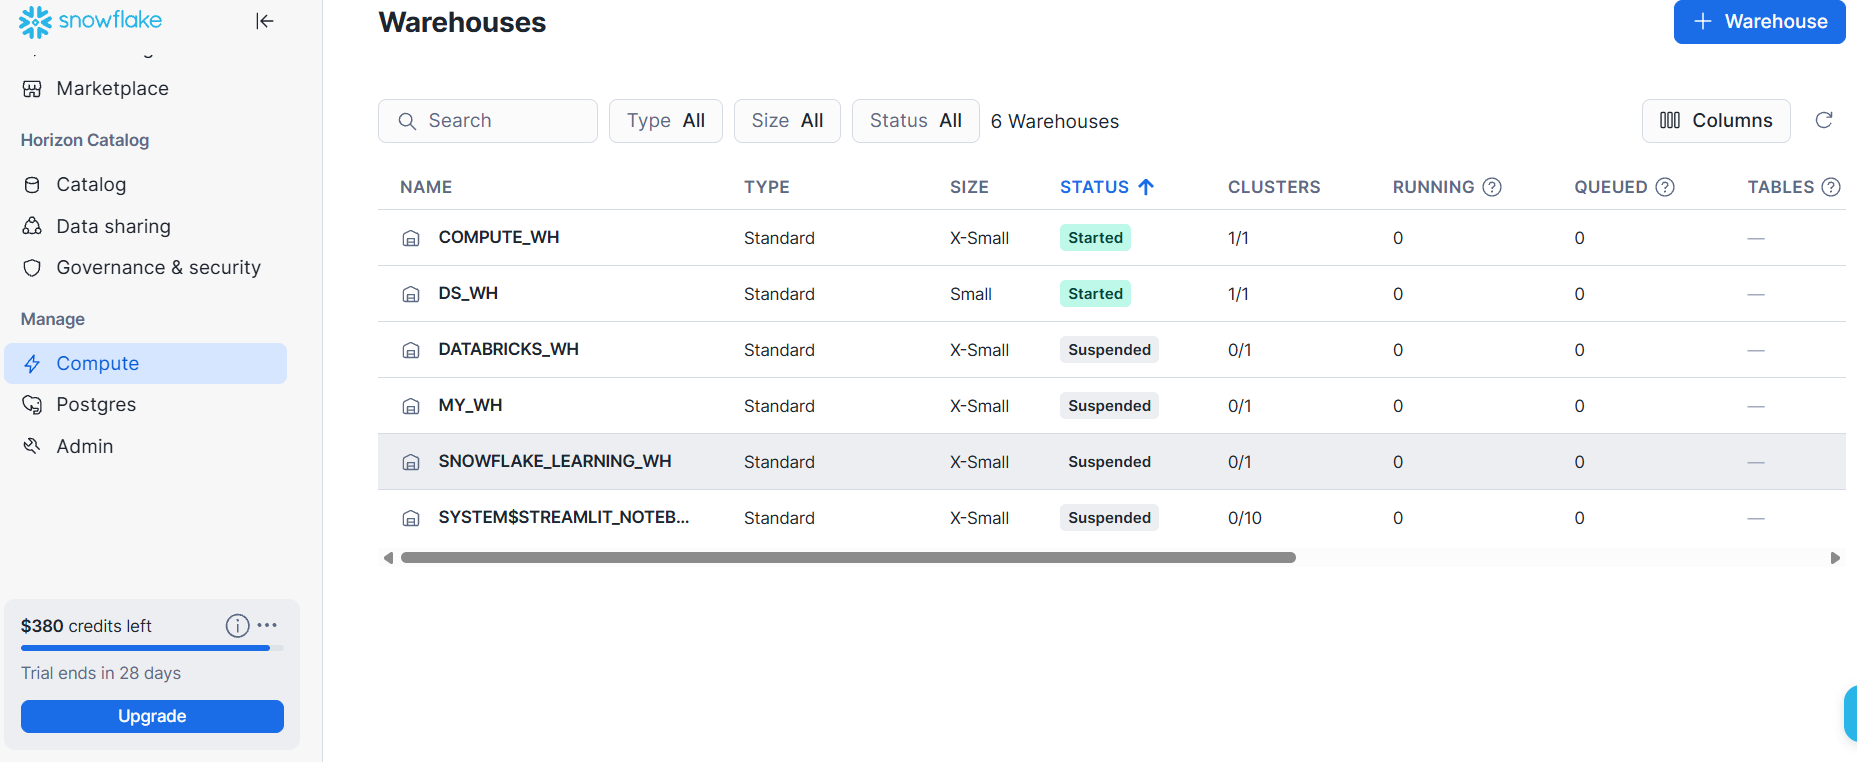 snowflake
Marketplace
Horizon Catalog
Catalog
Data sharing
Governance & security
Manage
Compute
Postgres
Admin
$380 credits left
Trial ends in 28 days
Upgrade
Warehouses
+ Warehouse
Search
Type All
Size All
Status All
6 Warehouses
Columns
NAME TYPE SIZE STATUS CLUSTERS RUNNING QUEUED TABLES
COMPUTE_WH Standard X-Small Started 1/1 0 0 —
DS_WH Standard Small Started 1/1 0 0 —
DATABRICKS_WH Standard X-Small Suspended 0/1 0 0 —
MY_WH Standard X-Small Suspended 0/1 0 0 —
SNOWFLAKE_LEARNING_WH Standard X-Small Suspended 0/1 0 0 —
SYSTEM$STREAMLIT_NOTEB... Standard X-Small Suspended 0/10 0 0 —